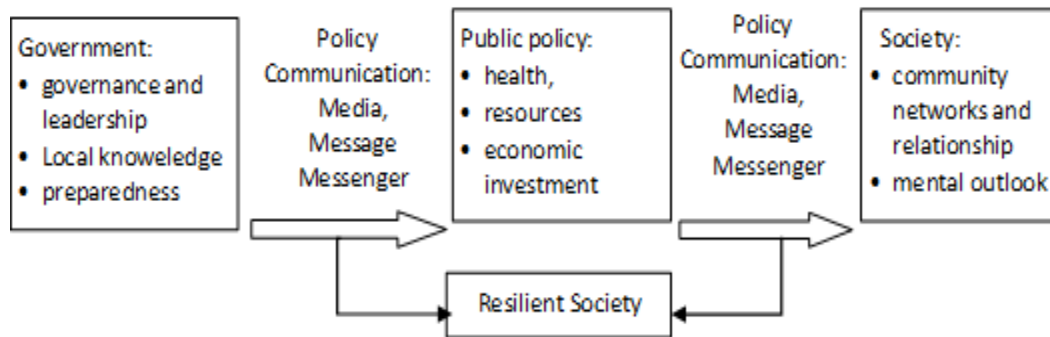 Government:
• governance and
leadership
• Local knoweledge
• preparedness
Policy
Communication:
Media,
Message
Messenger
Public policy:
• health,
• resources
• economic
investment
Policy
Communication:
Media,
Message
Messenger
Society:
• community
networks and
relationship
• mental outlook
Resilient Society